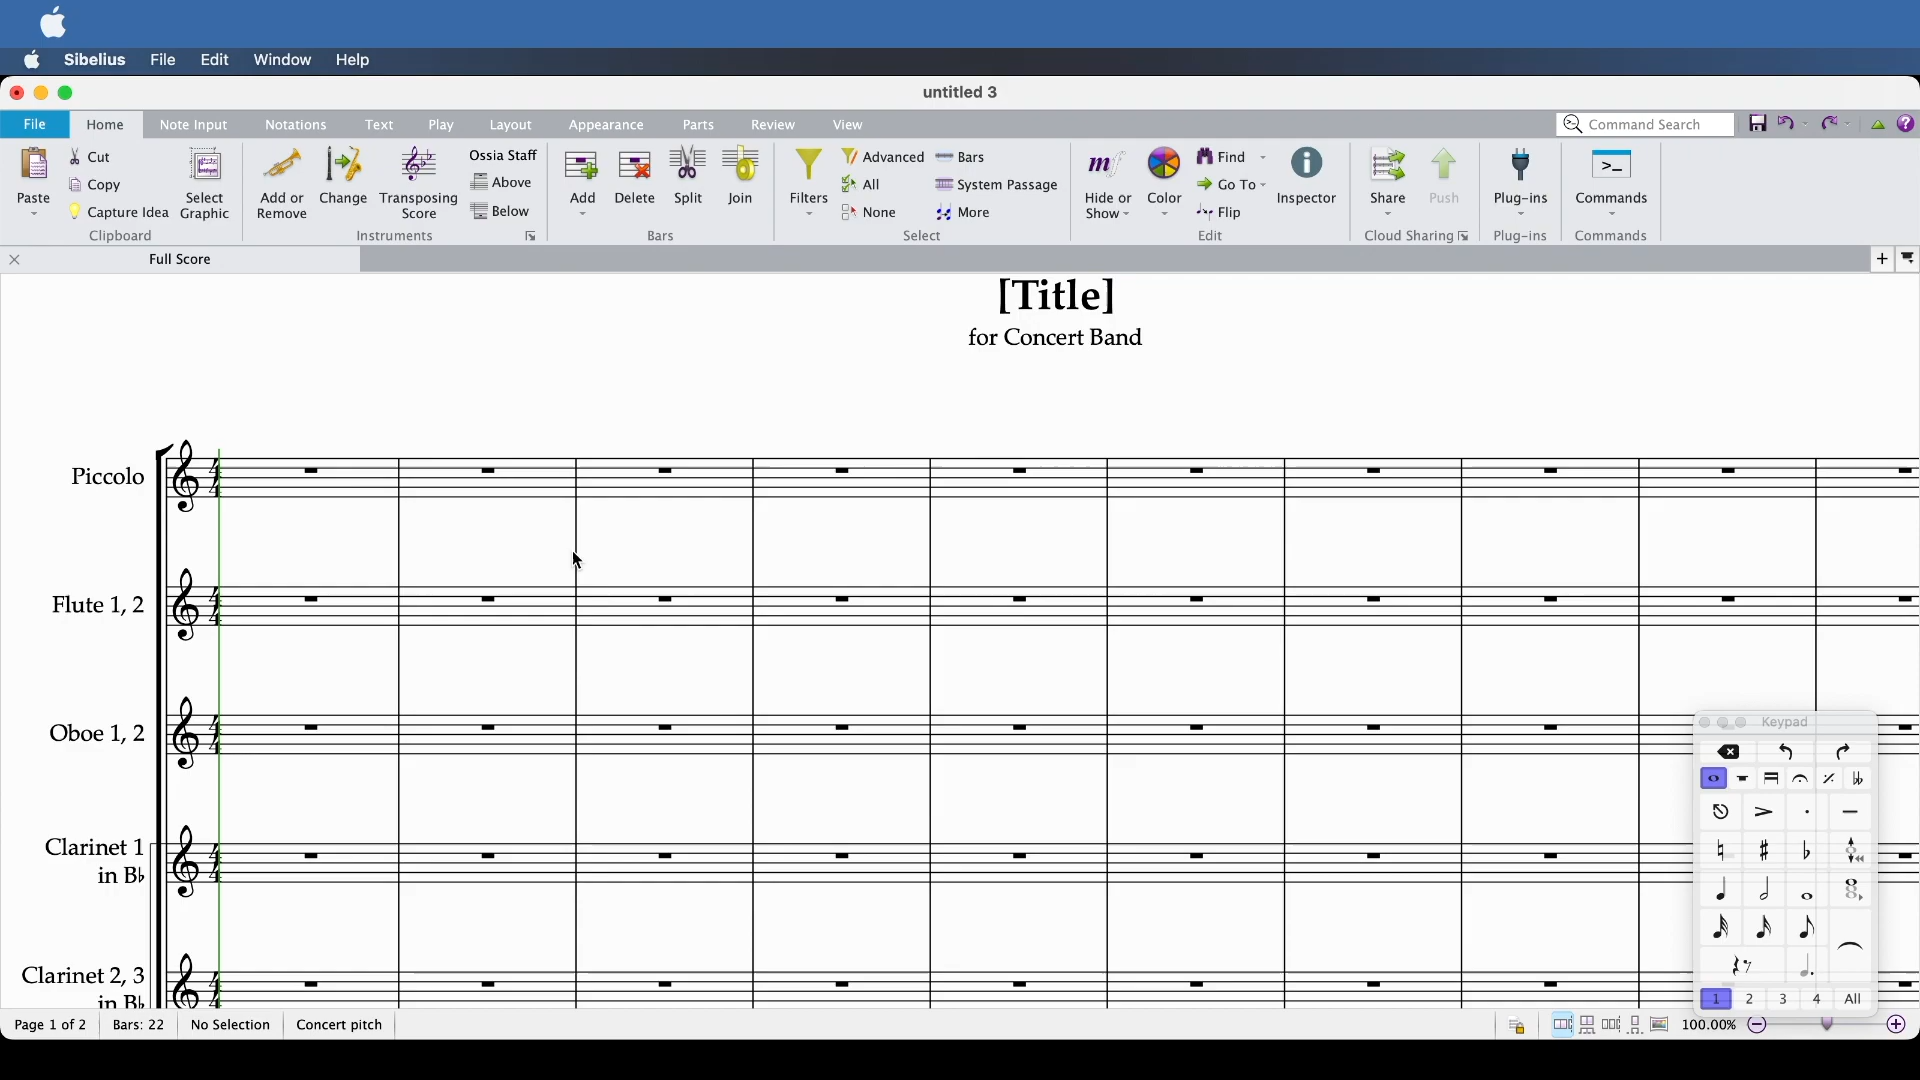 Sibelius File Edit Window Help
untitled 3
File Home Note Input Notations Text Play Layout Appearance Parts Review View Command Search
Paste Cut Copy Capture Idea Select Graphic
Clipboard
Add or Remove Change Transposing Score Ossia Staff Above Below
Instruments
Add Delete Split Join
Bars
Filters Advanced All None Bars System Passage More
Select
Hide or Show Color Find Go To Flip Inspector
Edit
Share Push
Cloud Sharing
Plug-ins
Plug-ins
Commands
Commands
Full Score
[Title]
for Concert Band
Piccolo
Flute 1, 2
Oboe 1, 2
Clarinet 1
in B♭
Clarinet 2, 3
in B♭
Keypad
1 2 3 4 All
Page 1 of 2 Bars: 22 No Selection Concert pitch 100.00%